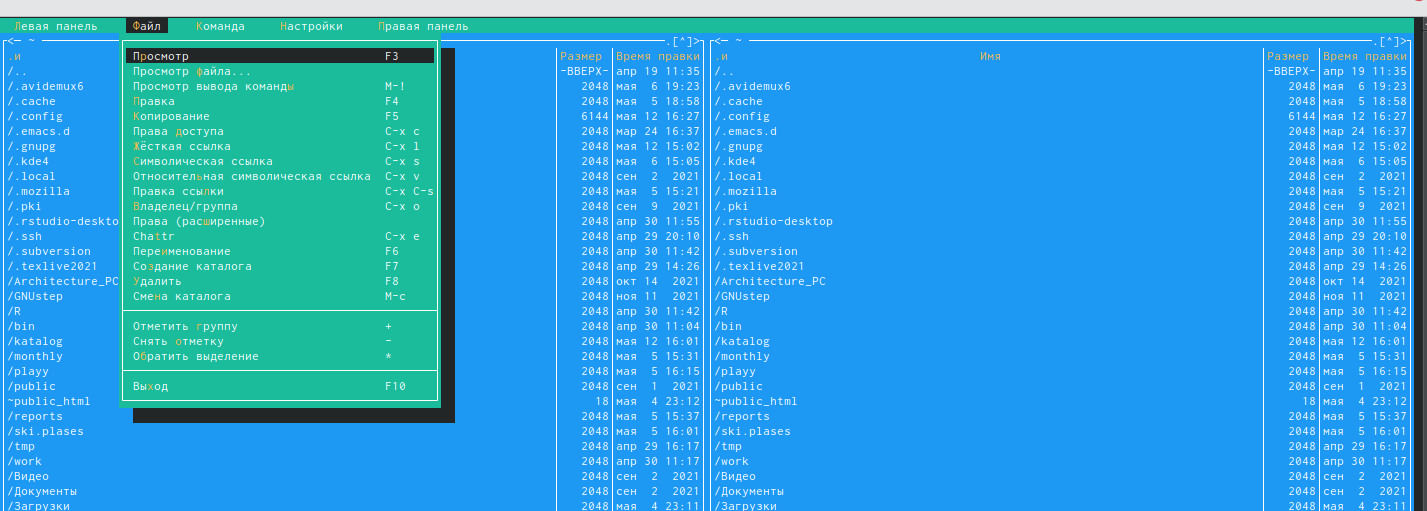 Левая панель Файл Команда Настройки Правая панель
<─ ~ .[^]> <─ ~ .[^]>
.и Просмотр F3 Размер Время правки .и Имя Размер Время правки
/.. Просмотр файла... -ВВЕРХ- апр 19 11:35 /.. -ВВЕРХ- апр 19 11:35
/.avidemux6 Просмотр вывода команды M-! 2048 мая 6 19:23 /.avidemux6 2048 мая 6 19:23
/.cache Правка F4 2048 мая 5 18:58 /.cache 2048 мая 5 18:58
/.config Копирование F5 6144 мая 12 16:27 /.config 6144 мая 12 16:27
/.emacs.d Права доступа C-x c 2048 мар 24 16:37 /.emacs.d 2048 мар 24 16:37
/.gnupg Жёсткая ссылка C-x l 2048 мая 12 15:02 /.gnupg 2048 мая 12 15:02
/.kde4 Символическая ссылка C-x s 2048 мая 6 15:05 /.kde4 2048 мая 6 15:05
/.local Относительная символическая ссылка C-x v 2048 сен 2 2021 /.local 2048 сен 2 2021
/.mozilla Правка ссылки C-x C-s 2048 мая 5 15:21 /.mozilla 2048 мая 5 15:21
/.pki Владелец/группа C-x o 2048 сен 9 2021 /.pki 2048 сен 9 2021
/.rstudio-deskto Права (расширенные) 2048 апр 30 11:55 /.rstudio-desktop 2048 апр 30 11:55
/.ssh Chattr C-x e 2048 апр 29 20:10 /.ssh 2048 апр 29 20:10
/.subversion Переименование F6 2048 апр 30 11:42 /.subversion 2048 апр 30 11:42
/.texlive2021 Создание каталога F7 2048 апр 29 14:26 /.texlive2021 2048 апр 29 14:26
/Architecture_PC Удалить F8 2048 окт 14 2021 /Architecture_PC 2048 окт 14 2021
/GNUstep Смена каталога M-c 2048 ноя 11 2021 /GNUstep 2048 ноя 11 2021
/R 2048 апр 30 11:42 /R 2048 апр 30 11:42
/bin Отметить группу + 2048 апр 30 11:04 /bin 2048 апр 30 11:04
/katalog Снять отметку - 2048 мая 12 16:01 /katalog 2048 мая 12 16:01
/monthly Обратить выделение * 2048 мая 5 15:31 /monthly 2048 мая 5 15:31
/playy 2048 мая 5 16:15 /playy 2048 мая 5 16:15
/public Выход F10 2048 сен 1 2021 /public 2048 сен 1 2021
~public_html 18 мая 4 23:12 ~public_html 18 мая 4 23:12
/reports 2048 мая 5 15:37 /reports 2048 мая 5 15:37
/ski.plases 2048 мая 5 16:01 /ski.plases 2048 мая 5 16:01
/tmp 2048 апр 29 16:17 /tmp 2048 апр 29 16:17
/work 2048 апр 30 11:17 /work 2048 апр 30 11:17
/Видео 2048 сен 2 2021 /Видео 2048 сен 2 2021
/Документы 2048 сен 2 2021 /Документы 2048 сен 2 2021
/Загрузки 2048 мая 4 23:11 /Загрузки 2048 мая 4 23:11